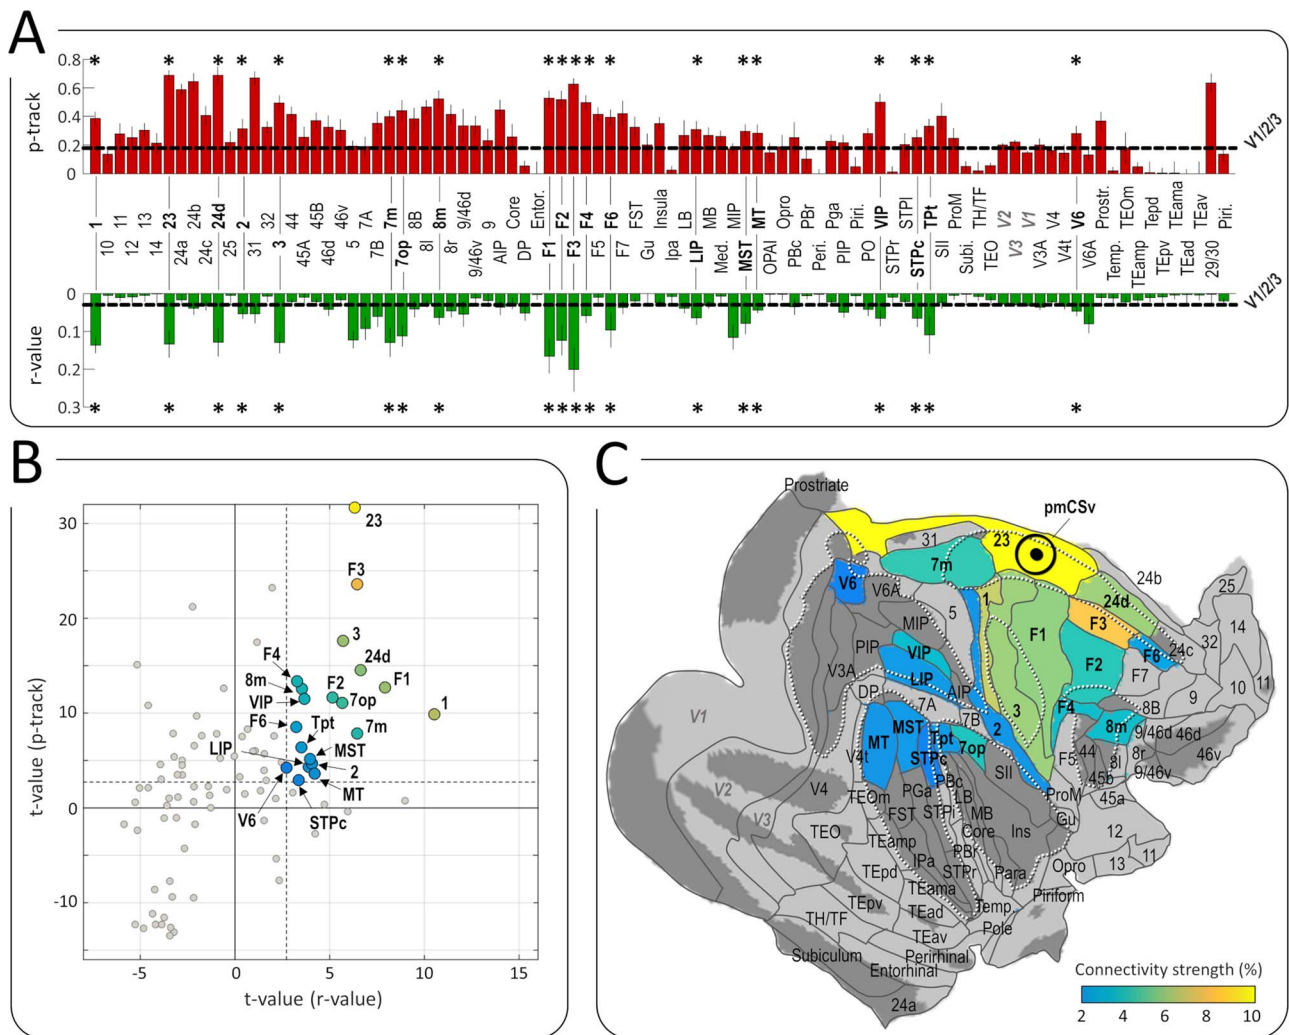 A
p-track
0.8
0.6
0.4
0.2
0
* * * * * * * * * * * * * * * * * * * *
V1/2/3
1 11 13 23 24b 24d 2 32 44 45B 46v 7A 7m 8B 8m 9/46d 9 Core Entor. F2 F4 F6 FST Insula LB MB MIP MT Opro PBr Pga Piri. VIP STPl TPt ProM TH/TF V2 V1 V4 V6 Prostr. TEOm Tepd TEama TEav Piri.
10 12 14 24a 24c 25 31 3 45A 46d 5 7B 7op 8l 8r 9/46v AIP DP F1 F3 F5 F7 Gu Ipa LIP Med. MST OPAl PBc Peri. PIP PO STPr STPc SII Subi. TEO V3 V3A V4t V6A Temp. TEamp TEpv TEad 29/30
r-value
0
0.1
0.2
0.3
V1/2/3
* * * * * * * * * * * * * * * * * * * *
B
t-value (p-track)
30
20
10
0
-10
23
F3
3
F4
24d
8m
F2
F1
VIP
7op
1
F6
Tpt
7m
LIP
MST
2
V6
MT
STPc
-5 0 5 10 15
t-value (r-value)
C
Prostriate
pmCSv
31
23
7m
24b
V6
V6A
5
1
24d
25
MIP
F1
F3
14
PIP
VIP
F6
24c
32
V3A
LIP
F2
F7
10
11
DP
AIP
9
7A
3
F4
8B
V1
MST
7B
2
8m
9/46d
46d
MT
Tpt
7op
44
8r
46v
V4t
STPc
SII
F5
8l
V2
V4
PBc
45b
9/46v
TEOm
PGa
LB
ProM
45a
V3
FST
STPi
MB
Gu
TEO
Core
Ins
12
TEamp
PBr
11
IPa
Opro
13
TEpd
STPr
Para.
TEama
Piriform
TEpv
TEad
Temp.
TH/TF
Pole
TEav
Subiculum
Perirhinal
Entorhinal
24a
Connectivity strength (%)
2 4 6 8 10